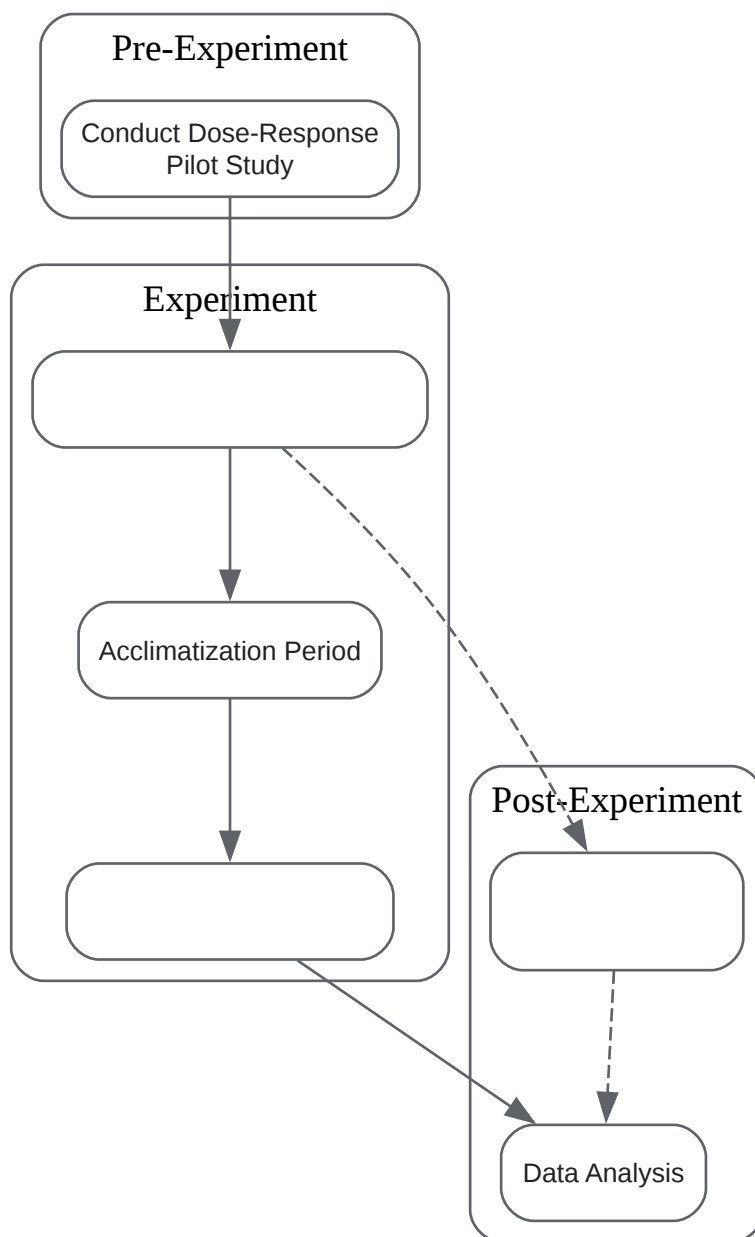 Pre-Experiment
Conduct Dose-Response
Pilot Study
Experiment
Acclimatization Period
Post-Experiment
Data Analysis